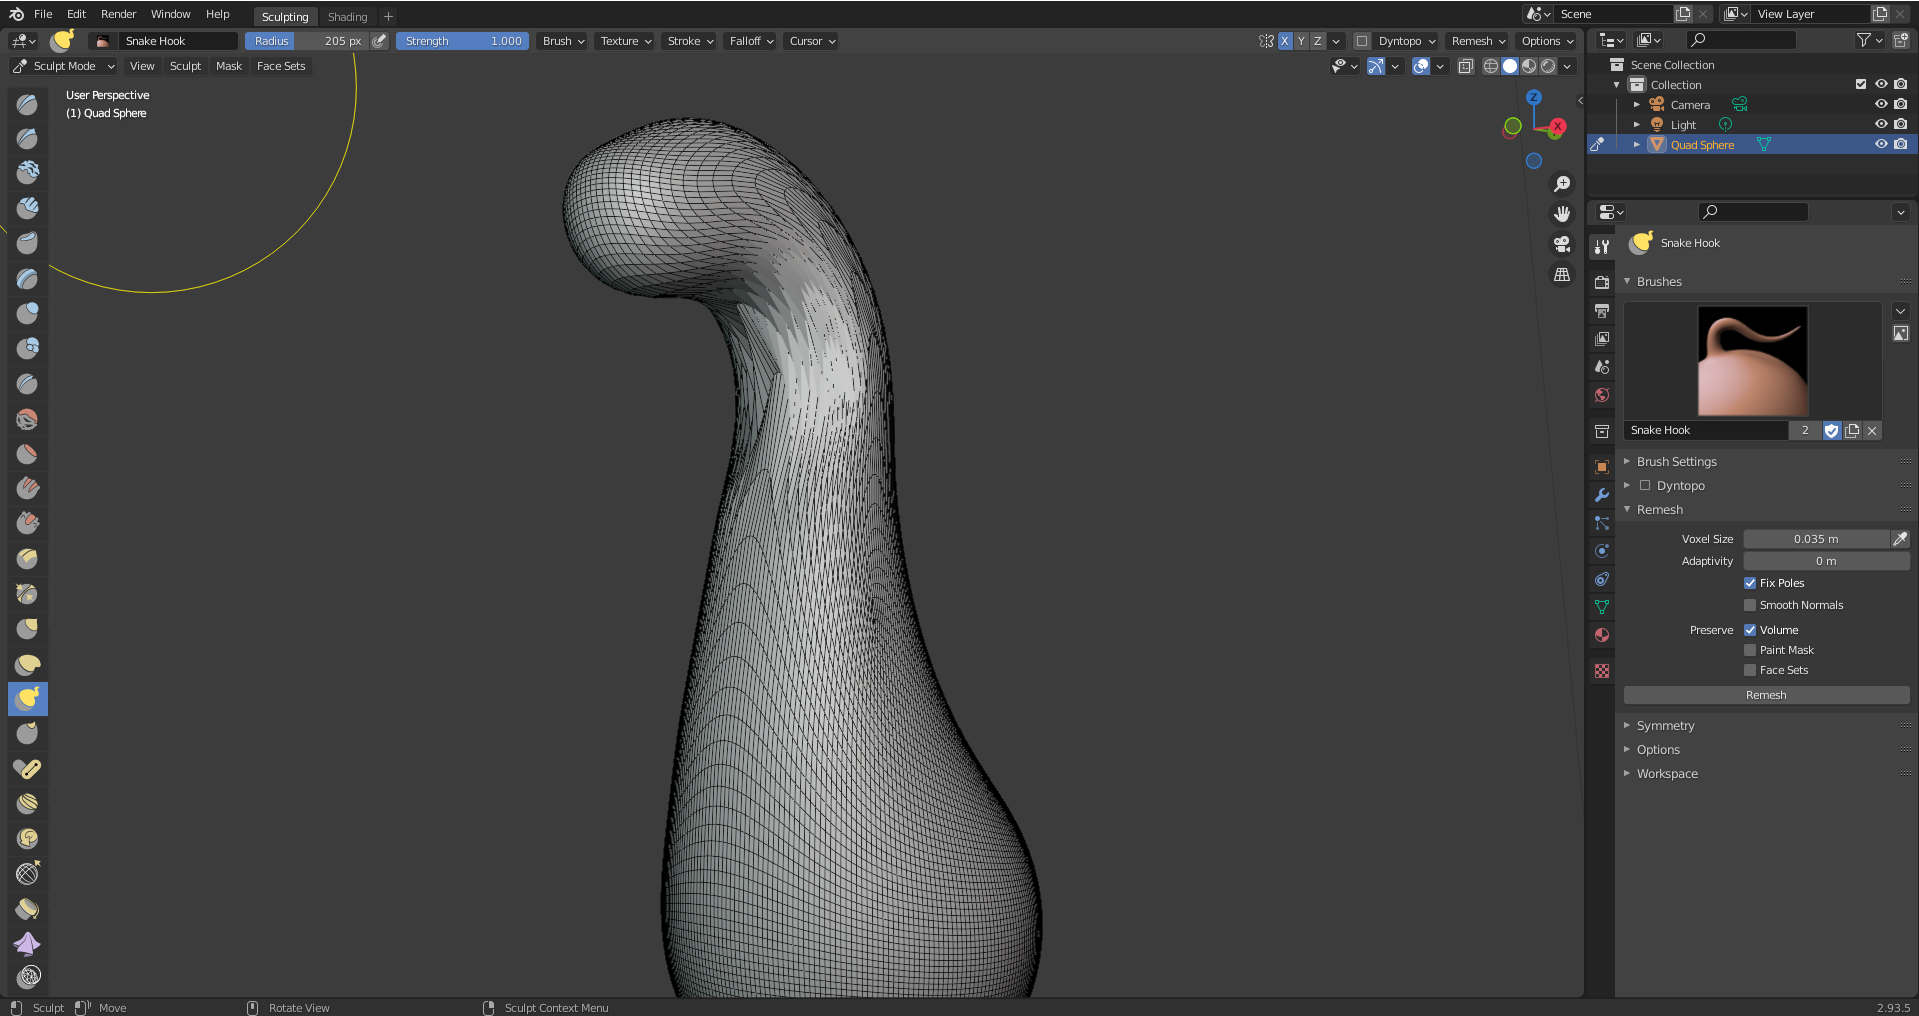 File Edit Render Window Help Sculpting Shading + Scene View Layer
Snake Hook Radius 205 px Strength 1.000 Brush Texture Stroke Falloff Cursor X Y Z Dyntopo Remesh Options
Sculpt Mode View Sculpt Mask Face Sets
User Perspective
(1) Quad Sphere
Z
X
Scene Collection
Collection
Camera
Light
Quad Sphere
Snake Hook
Brushes
Snake Hook 2
Brush Settings
Dyntopo
Remesh
Voxel Size 0.035 m
Adaptivity 0 m
Fix Poles
Smooth Normals
Preserve Volume
Paint Mask
Face Sets
Remesh
Symmetry
Options
Workspace
Sculpt Move Rotate View Sculpt Context Menu 2.93.5